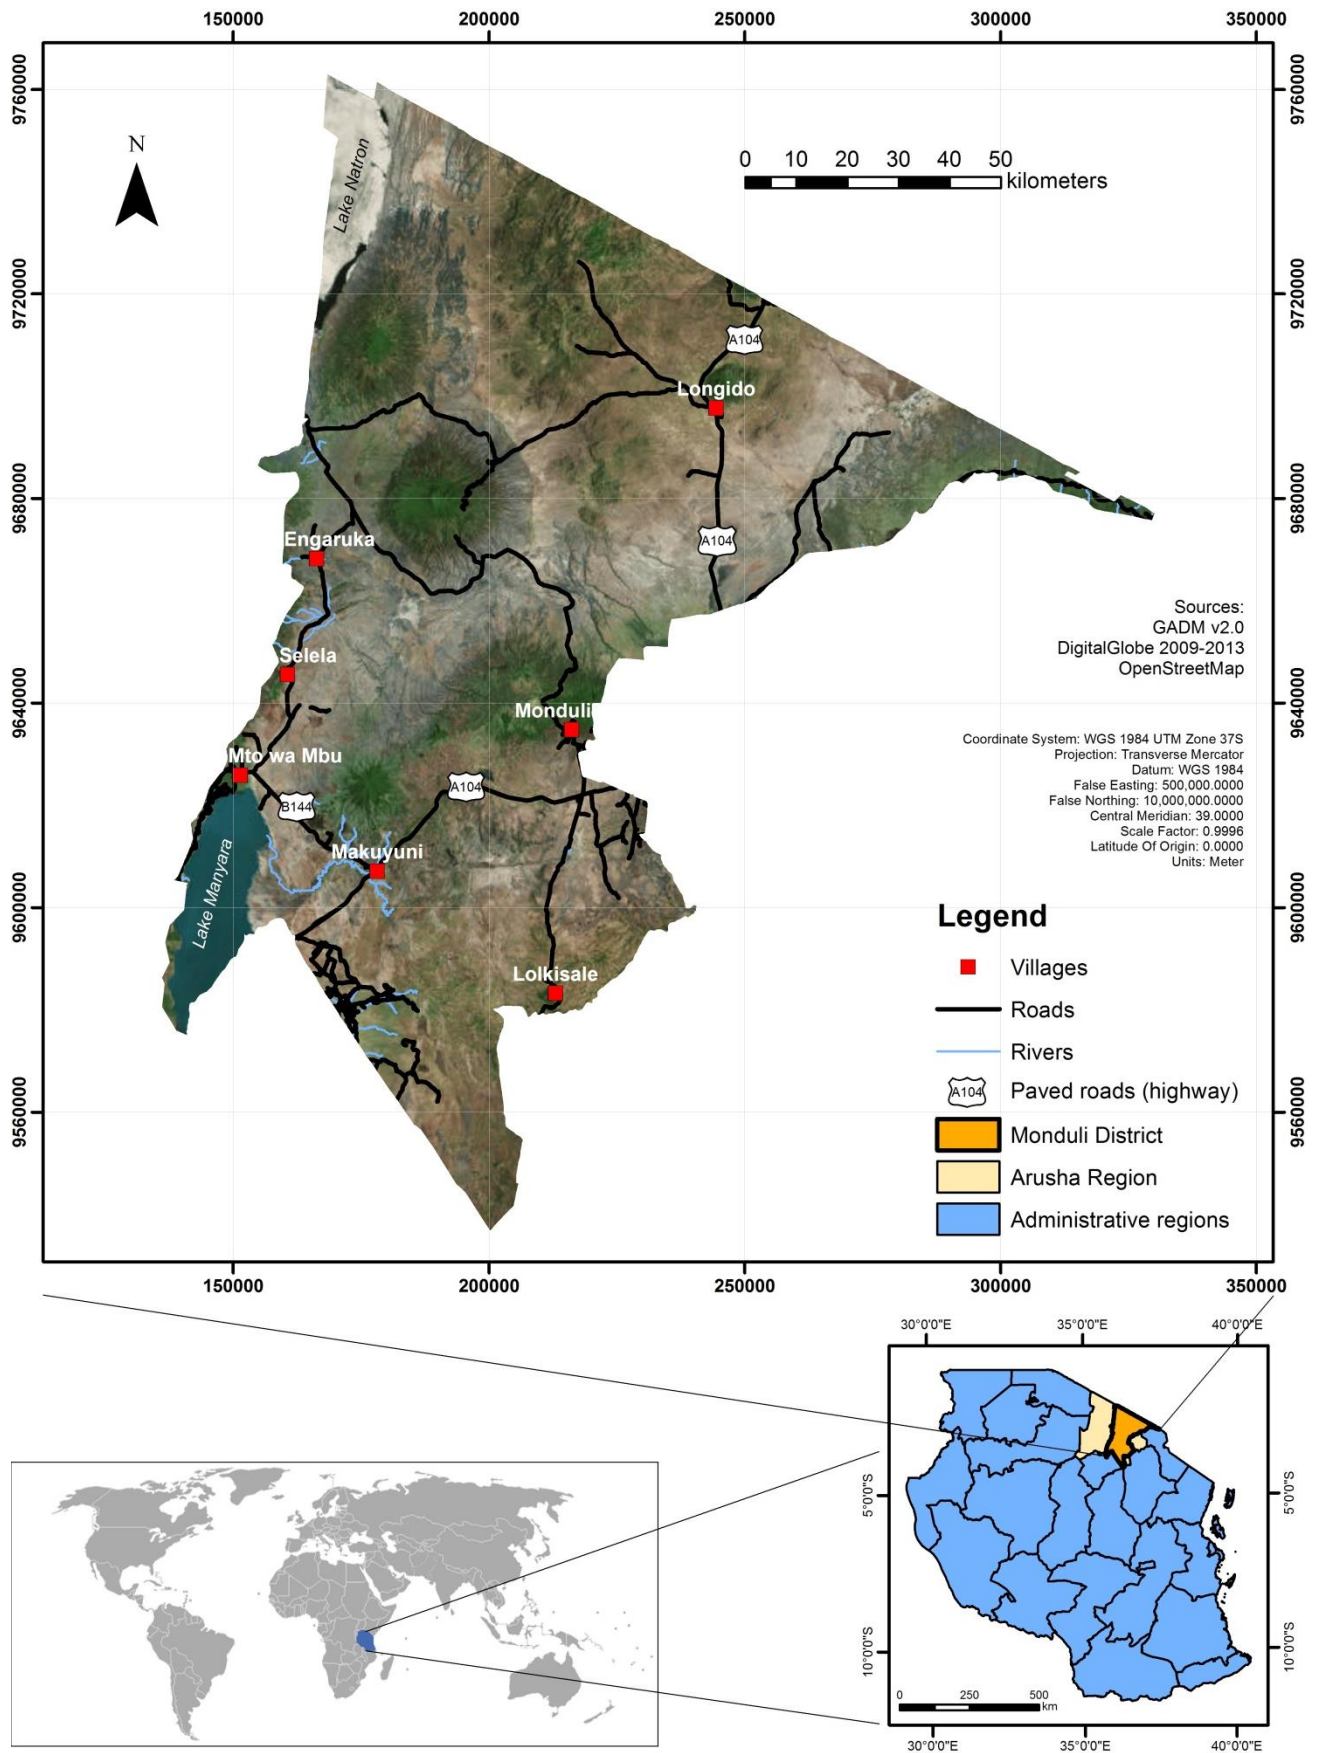 150000 200000 250000 300000 350000
9760000 9760000
N
0 10 20 30 40 50
kilometers
Lake Natron
9720000 9720000
A104
Longido
9680000 9680000
A104
Engaruka
Sources:
GADM v2.0
DigitalGlobe 2009-2013
OpenStreetMap
Selela
9640000 9640000
Monduli
Coordinate System: WGS 1984 UTM Zone 37S
Projection: Transverse Mercator
Datum: WGS 1984
False Easting: 500,000.0000
False Northing: 10,000,000.0000
Central Meridian: 39.0000
Scale Factor: 0.9996
Latitude Of Origin: 0.0000
Units: Meter
Mto wa Mbu
A104
B144
Makuyuni
Lake Manyara
9600000 9600000
Lolkisale
Legend
Villages
Roads
Rivers
A104 Paved roads (highway)
Monduli District
Arusha Region
Administrative regions
9560000 9560000
150000 200000 250000 300000 350000
30°0'0"E 35°0'0"E 40°0'0"E
5°0'0"S 5°0'0"S
10°0'0"S 10°0'0"S
0 250 500
km
30°0'0"E 35°0'0"E 40°0'0"E